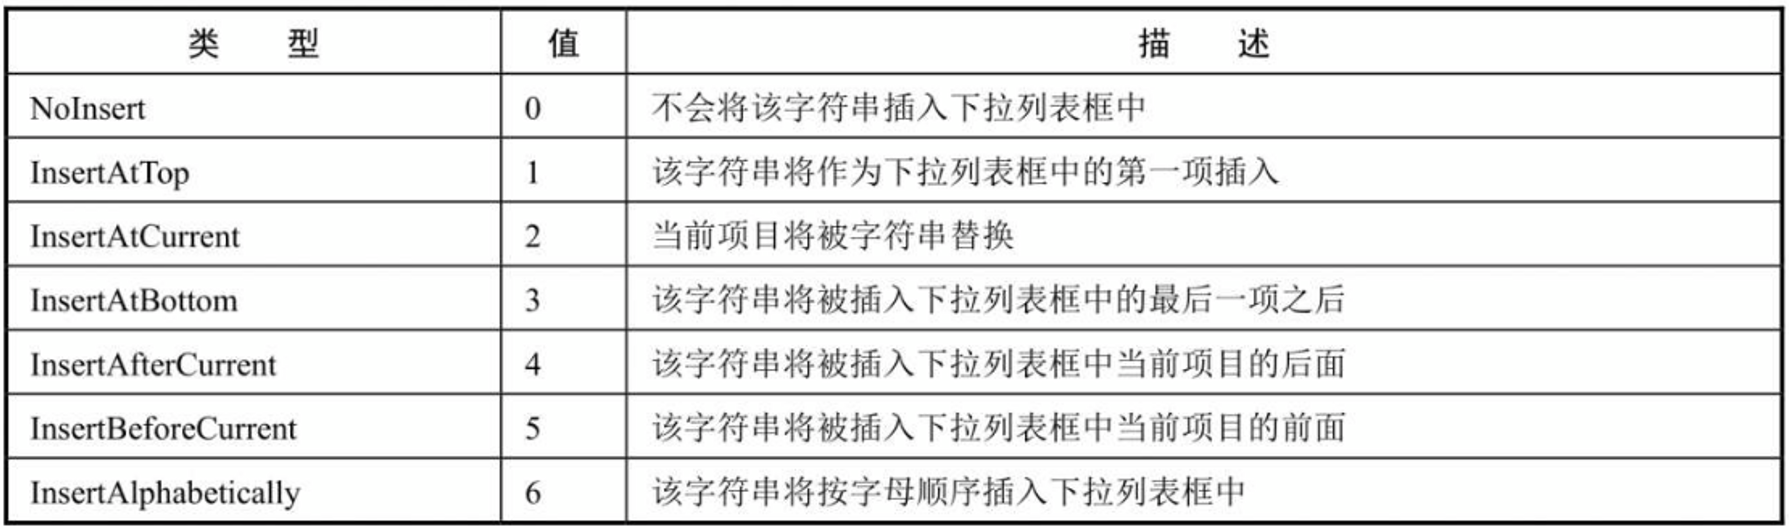 类 型 值 描 述
NoInsert 0 不会将该字符串插入下拉列表框中
InsertAtTop 1 该字符串将作为下拉列表框中的第一项插入
InsertAtCurrent 2 当前项目将被字符串替换
InsertAtBottom 3 该字符串将被插入下拉列表框中的最后一项之后
InsertAfterCurrent 4 该字符串将被插入下拉列表框中当前项目的后面
InsertBeforeCurrent 5 该字符串将被插入下拉列表框中当前项目的前面
InsertAlphabetically 6 该字符串将按字母顺序插入下拉列表框中